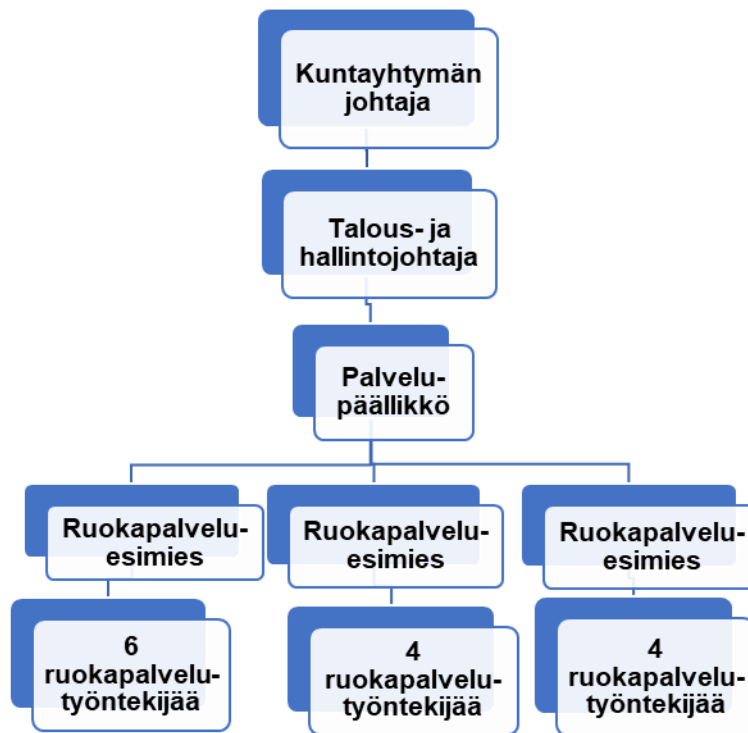 Kuntayhtymän
johtaja
Talous- ja
hallintojohtaja
Palvelu-
päällikkö
Ruokapalvelu-
esimies
Ruokapalvelu-
esimies
Ruokapalvelu-
esimies
6
ruokapalvelu-
työntekijää
4
ruokapalvelu-
työntekijää
4
ruokapalvelu-
työntekijää